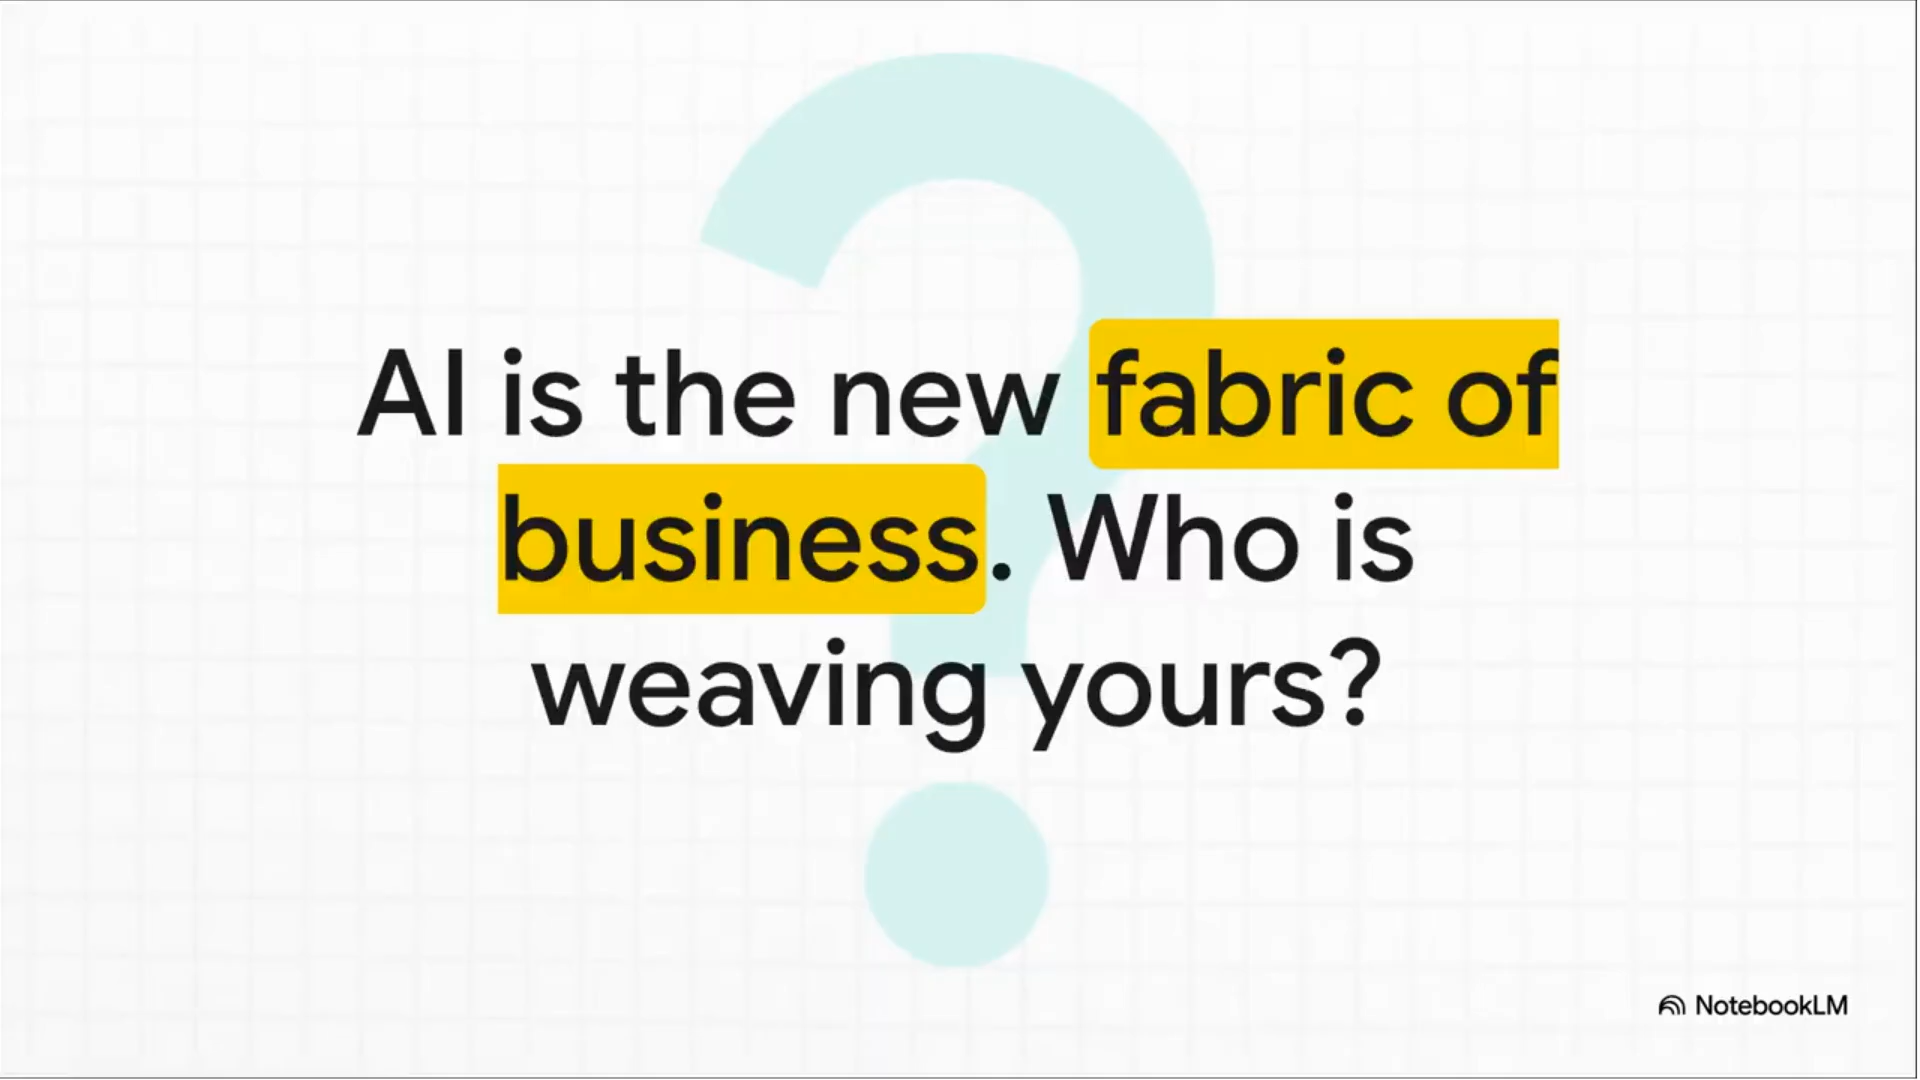 AI is the new fabric of
business. Who is
weaving yours?
NotebookLM